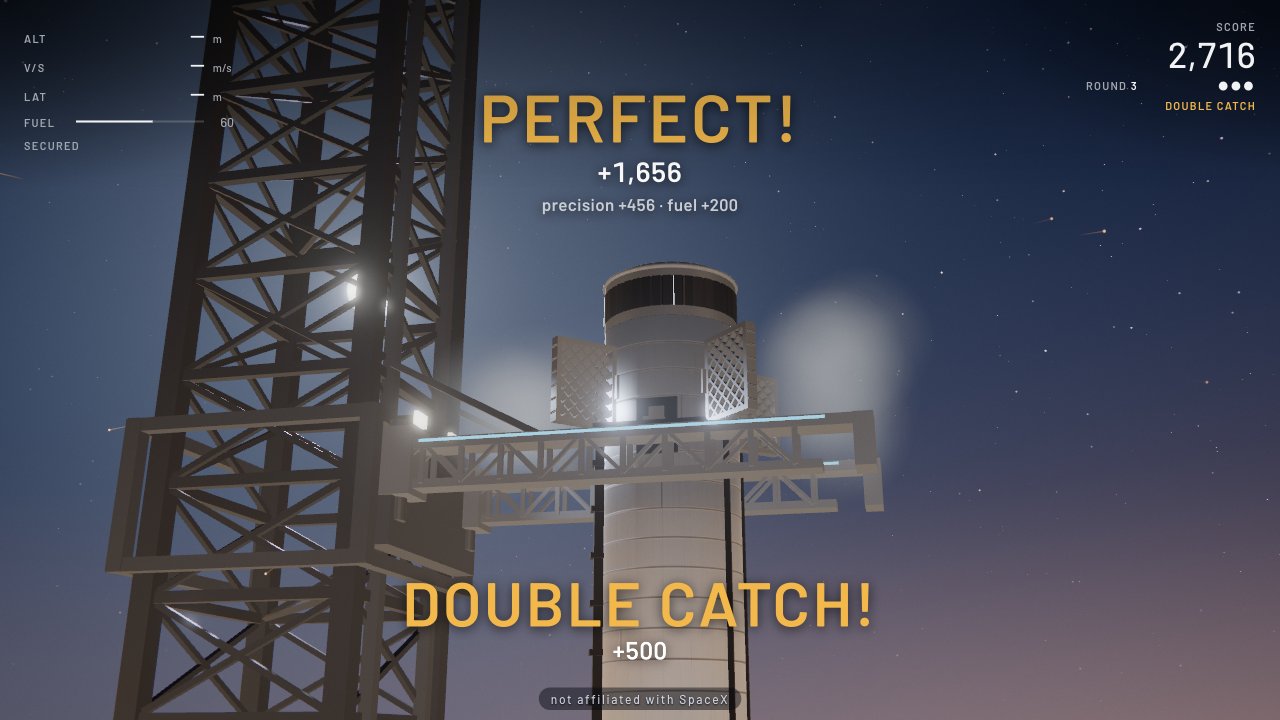 ALT — m
V/S — m/s
LAT — m
FUEL 60
SECURED
SCORE
2,716
ROUND 3
DOUBLE CATCH
PERFECT!
+1,656
precision +456 · fuel +200
DOUBLE CATCH!
+500
not affiliated with SpaceX